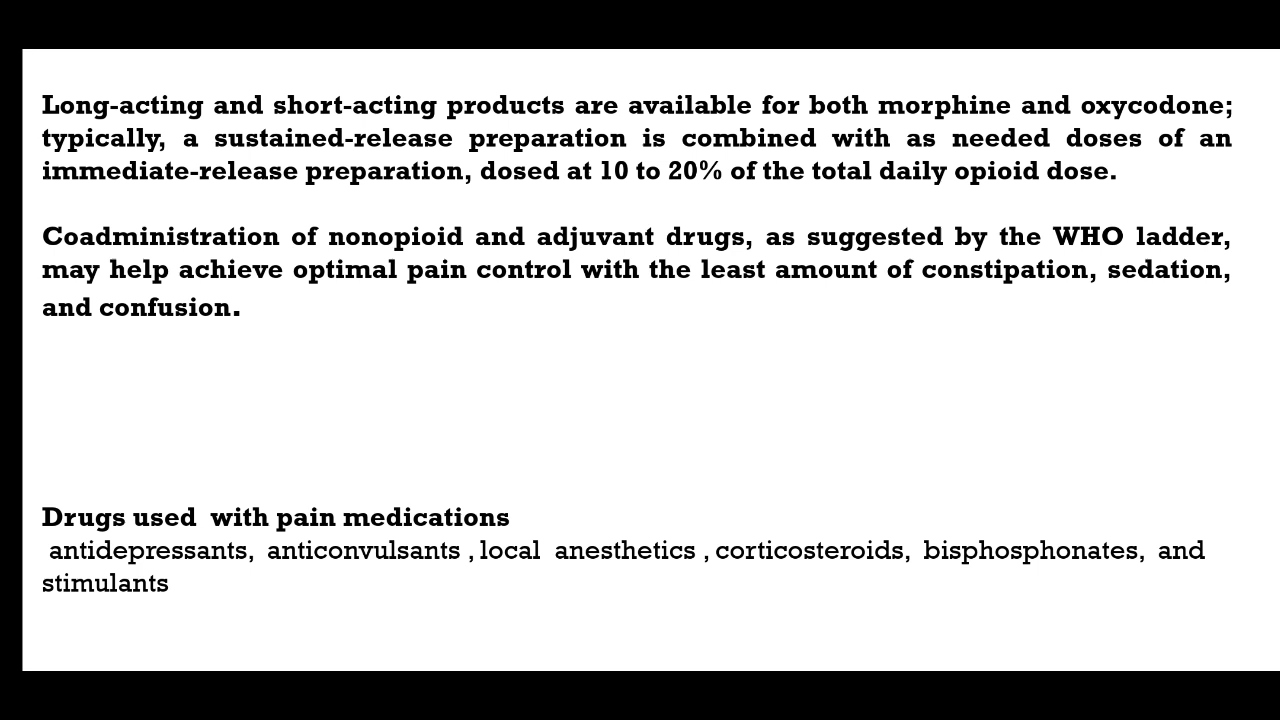 Long-acting and short-acting products are available for both morphine and oxycodone;
typically, a sustained-release preparation is combined with as needed doses of an
immediate-release preparation, dosed at 10 to 20% of the total daily opioid dose.
Coadministration of nonopioid and adjuvant drugs, as suggested by the WHO ladder,
may help achieve optimal pain control with the least amount of constipation, sedation,
and confusion.
Drugs used with pain medications
antidepressants, anticonvulsants , local anesthetics , corticosteroids, bisphosphonates, and
stimulants